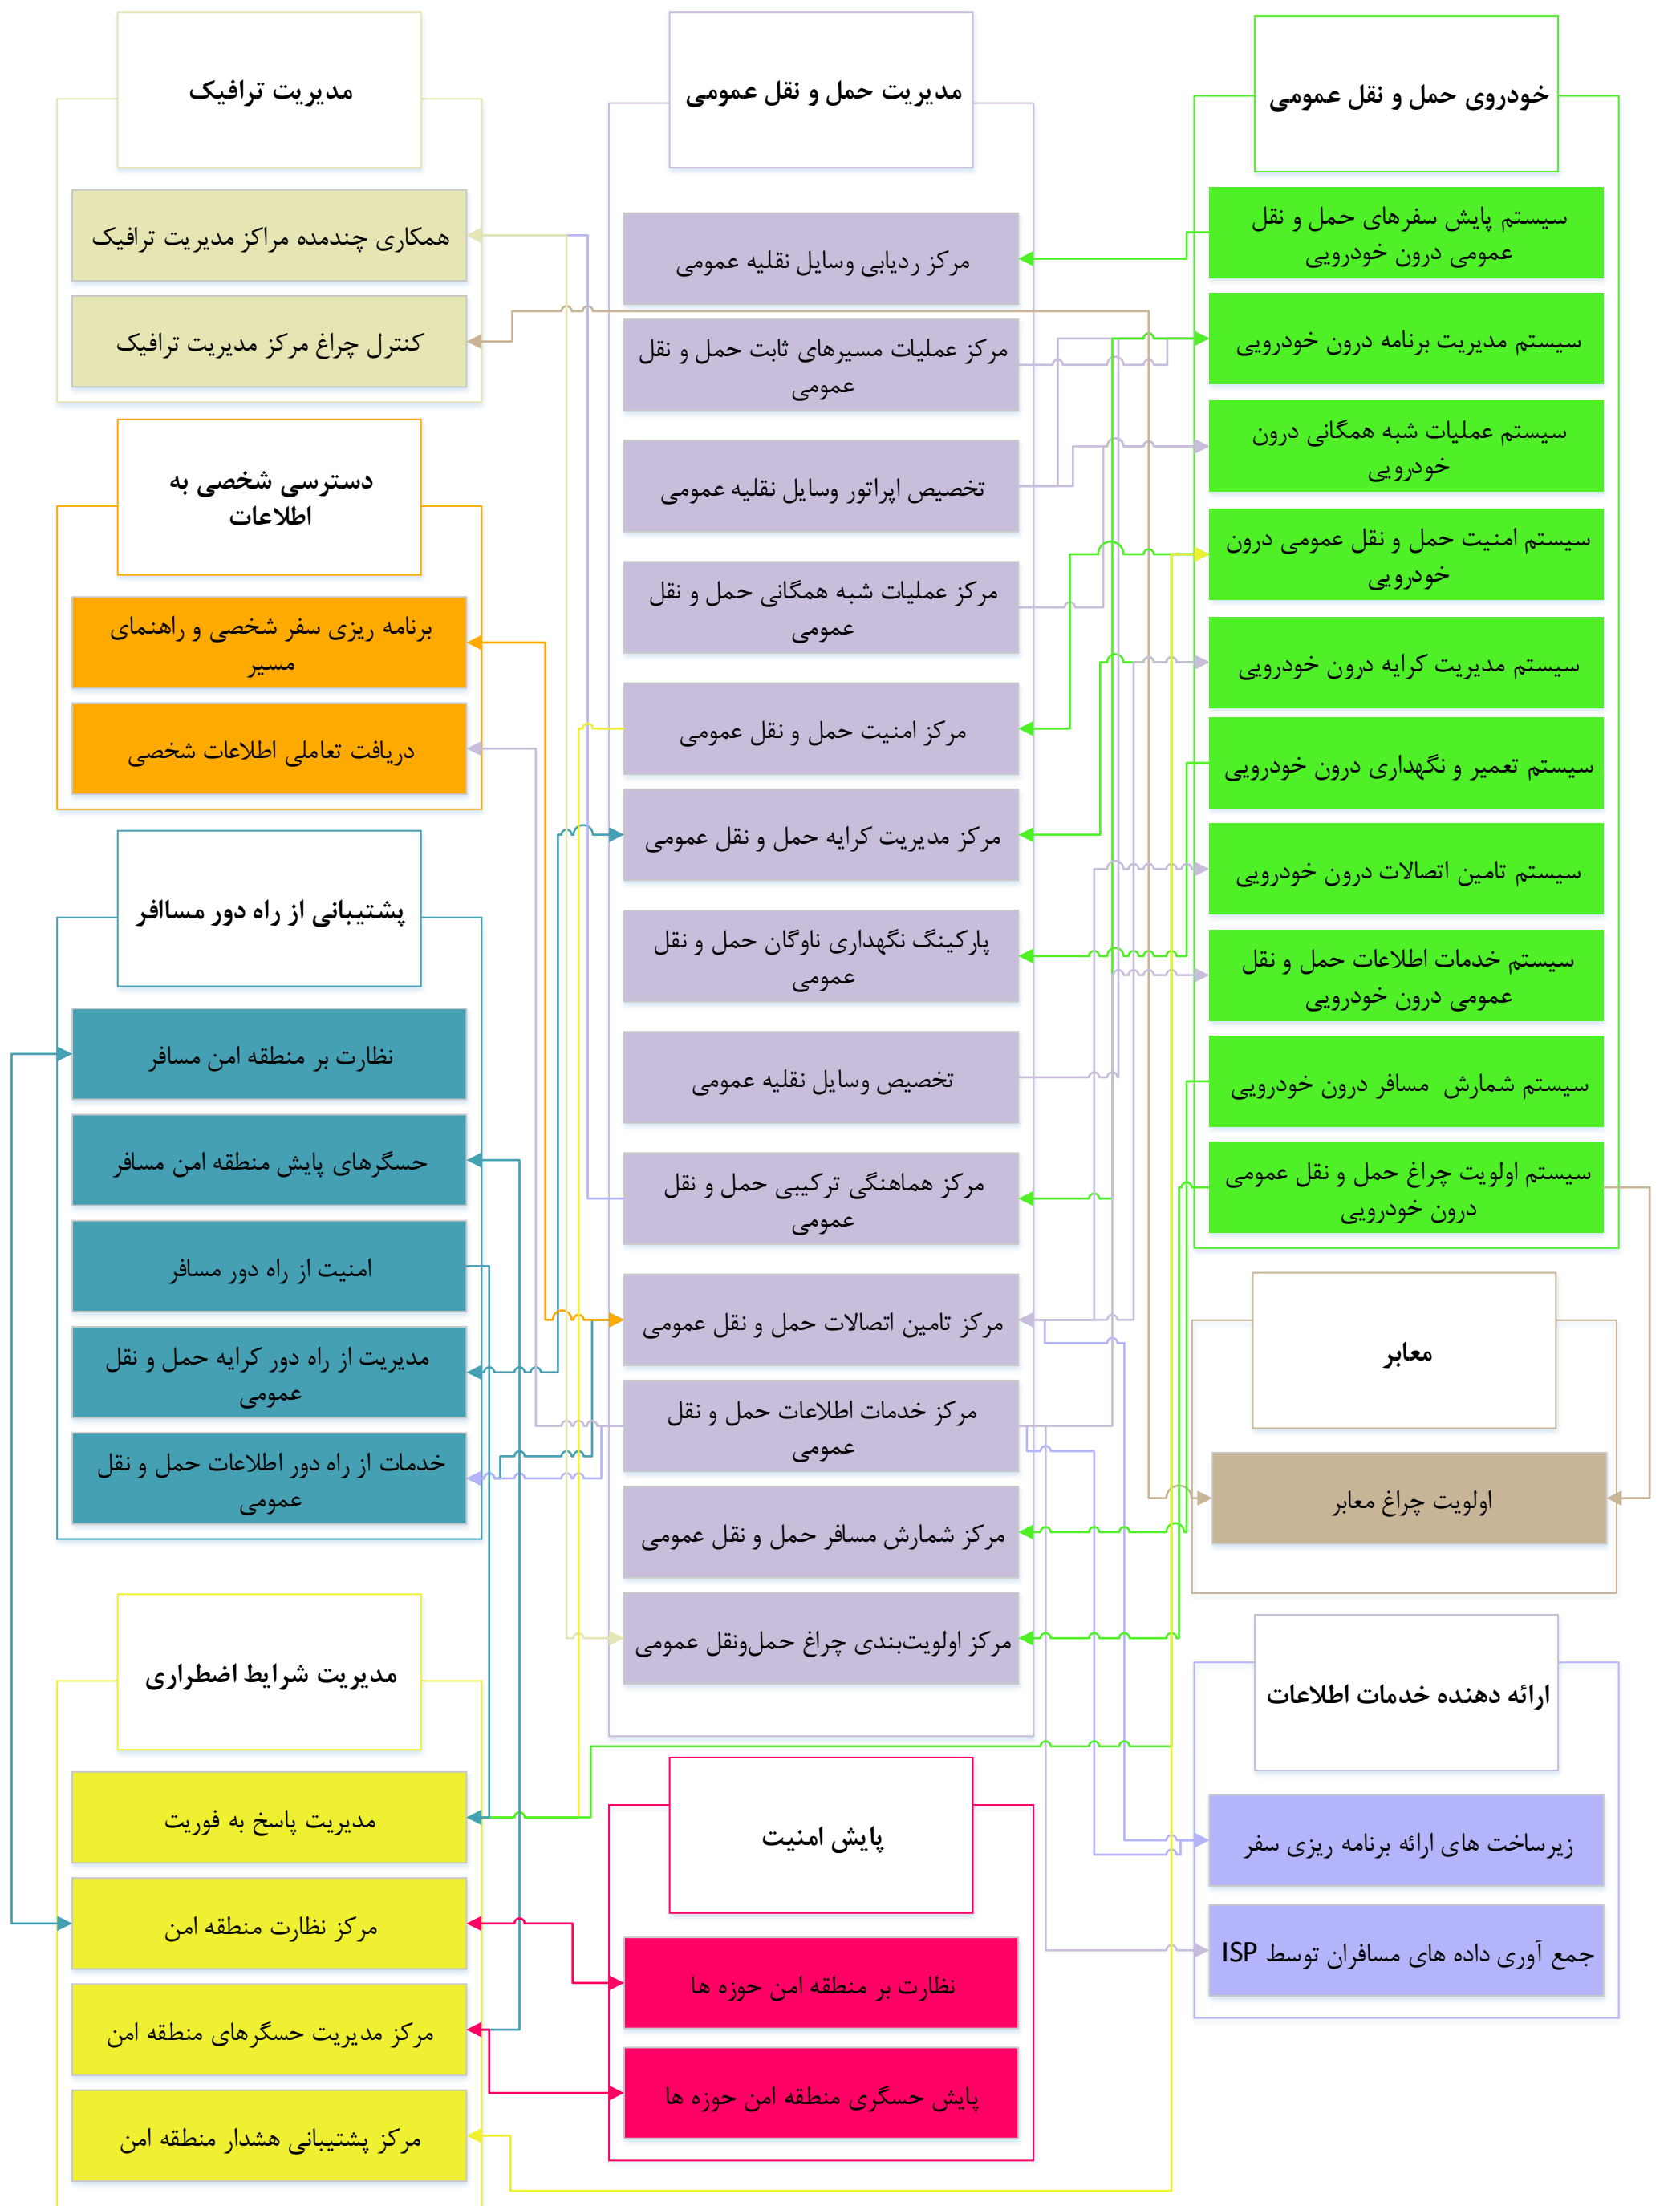 خودروی حمل و نقل عمومی
سیستم پایش سفرهای حمل و نقل
عمومی درون خودرویی
سیستم مدیریت برنامه درون خودرویی
سیستم عملیات شبه همگانی درون
خودرویی
سیستم امنیت حمل و نقل عمومی درون
خودرویی
سیستم مدیریت کرایه درون خودرویی
سیستم تعمیر و نگهداری درون خودرویی
سیستم تامین اتصالات درون خودرویی
سیستم خدمات اطلاعات حمل و نقل
عمومی درون خودرویی
سیستم شمارش مسافر درون خودرویی
سیستم اولویت چراغ حمل و نقل عمومی
درون خودرویی
معابر
اولویت چراغ معابر
ارائه دهنده خدمات اطلاعات
زیرساخت های ارائه برنامه ریزی سفر
جمع آوری داده های مسافران توسط ISP
مدیریت حمل و نقل عمومی
مرکز ردیابی وسایل نقلیه عمومی
مرکز عملیات مسیرهای ثابت حمل و نقل
عمومی
تخصیص اپراتور وسایل نقلیه عمومی
مرکز عملیات شبه همگانی حمل و نقل
عمومی
مرکز امنیت حمل و نقل عمومی
مرکز مدیریت کرایه حمل و نقل عمومی
پارکینگ نگهداری ناوگان حمل و نقل
عمومی
تخصیص وسایل نقلیه عمومی
مرکز هماهنگی ترکیبی حمل و نقل
عمومی
مرکز تامین اتصالات حمل و نقل عمومی
مرکز خدمات اطلاعات حمل و نقل
عمومی
مرکز شمارش مسافر حمل و نقل عمومی
مرکز اولویت‌بندی چراغ حمل‌ونقل عمومی
پایش امنیت
نظارت بر منطقه امن حوزه ها
پایش حسگری منطقه امن حوزه ها
مدیریت ترافیک
همکاری چندمده مراکز مدیریت ترافیک
کنترل چراغ مرکز مدیریت ترافیک
دسترسی شخصی به
اطلاعات
برنامه ریزی سفر شخصی و راهنمای
مسیر
دریافت تعاملی اطلاعات شخصی
پشتیبانی از راه دور مساافر
نظارت بر منطقه امن مسافر
حسگرهای پایش منطقه امن مسافر
امنیت از راه دور مسافر
مدیریت از راه دور کرایه حمل و نقل
عمومی
خدمات از راه دور اطلاعات حمل و نقل
عمومی
مدیریت شرایط اضطراری
مدیریت پاسخ به فوریت
مرکز نظارت منطقه امن
مرکز مدیریت حسگرهای منطقه امن
مرکز پشتیبانی هشدار منطقه امن